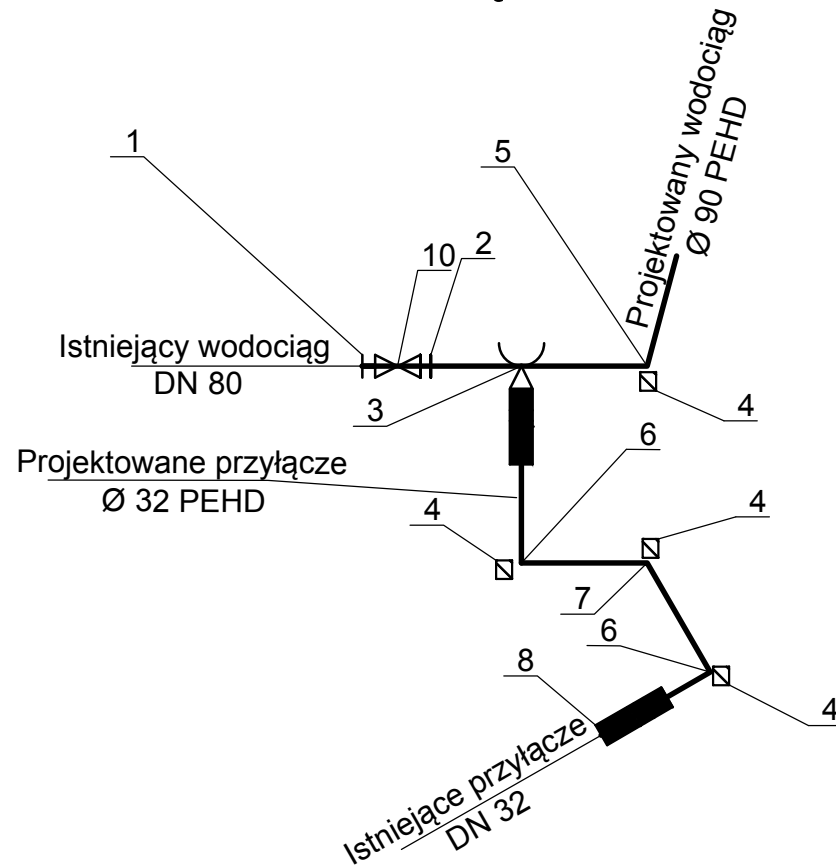 1
5
Projektowany wodociąg
Ø 90 PEHD
10
2
Istniejący wodociąg
DN 80
3
4
Projektowane przyłącze
Ø 32 PEHD
6
4
4
7
6
8
4
Istniejące przyłącze
DN 32